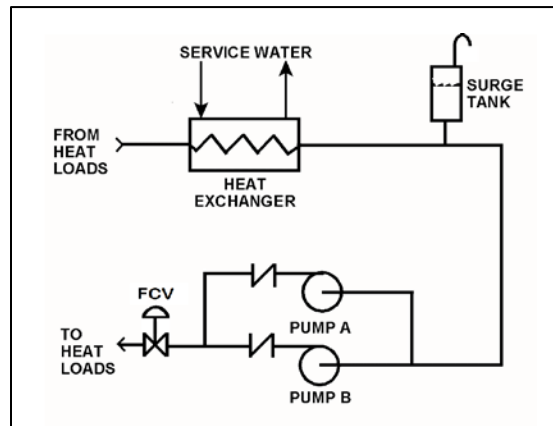 SERVICE WATER
SURGE
TANK
FROM
HEAT
LOADS
HEAT
EXCHANGER
FCV
PUMP A
TO
HEAT
LOADS
PUMP B